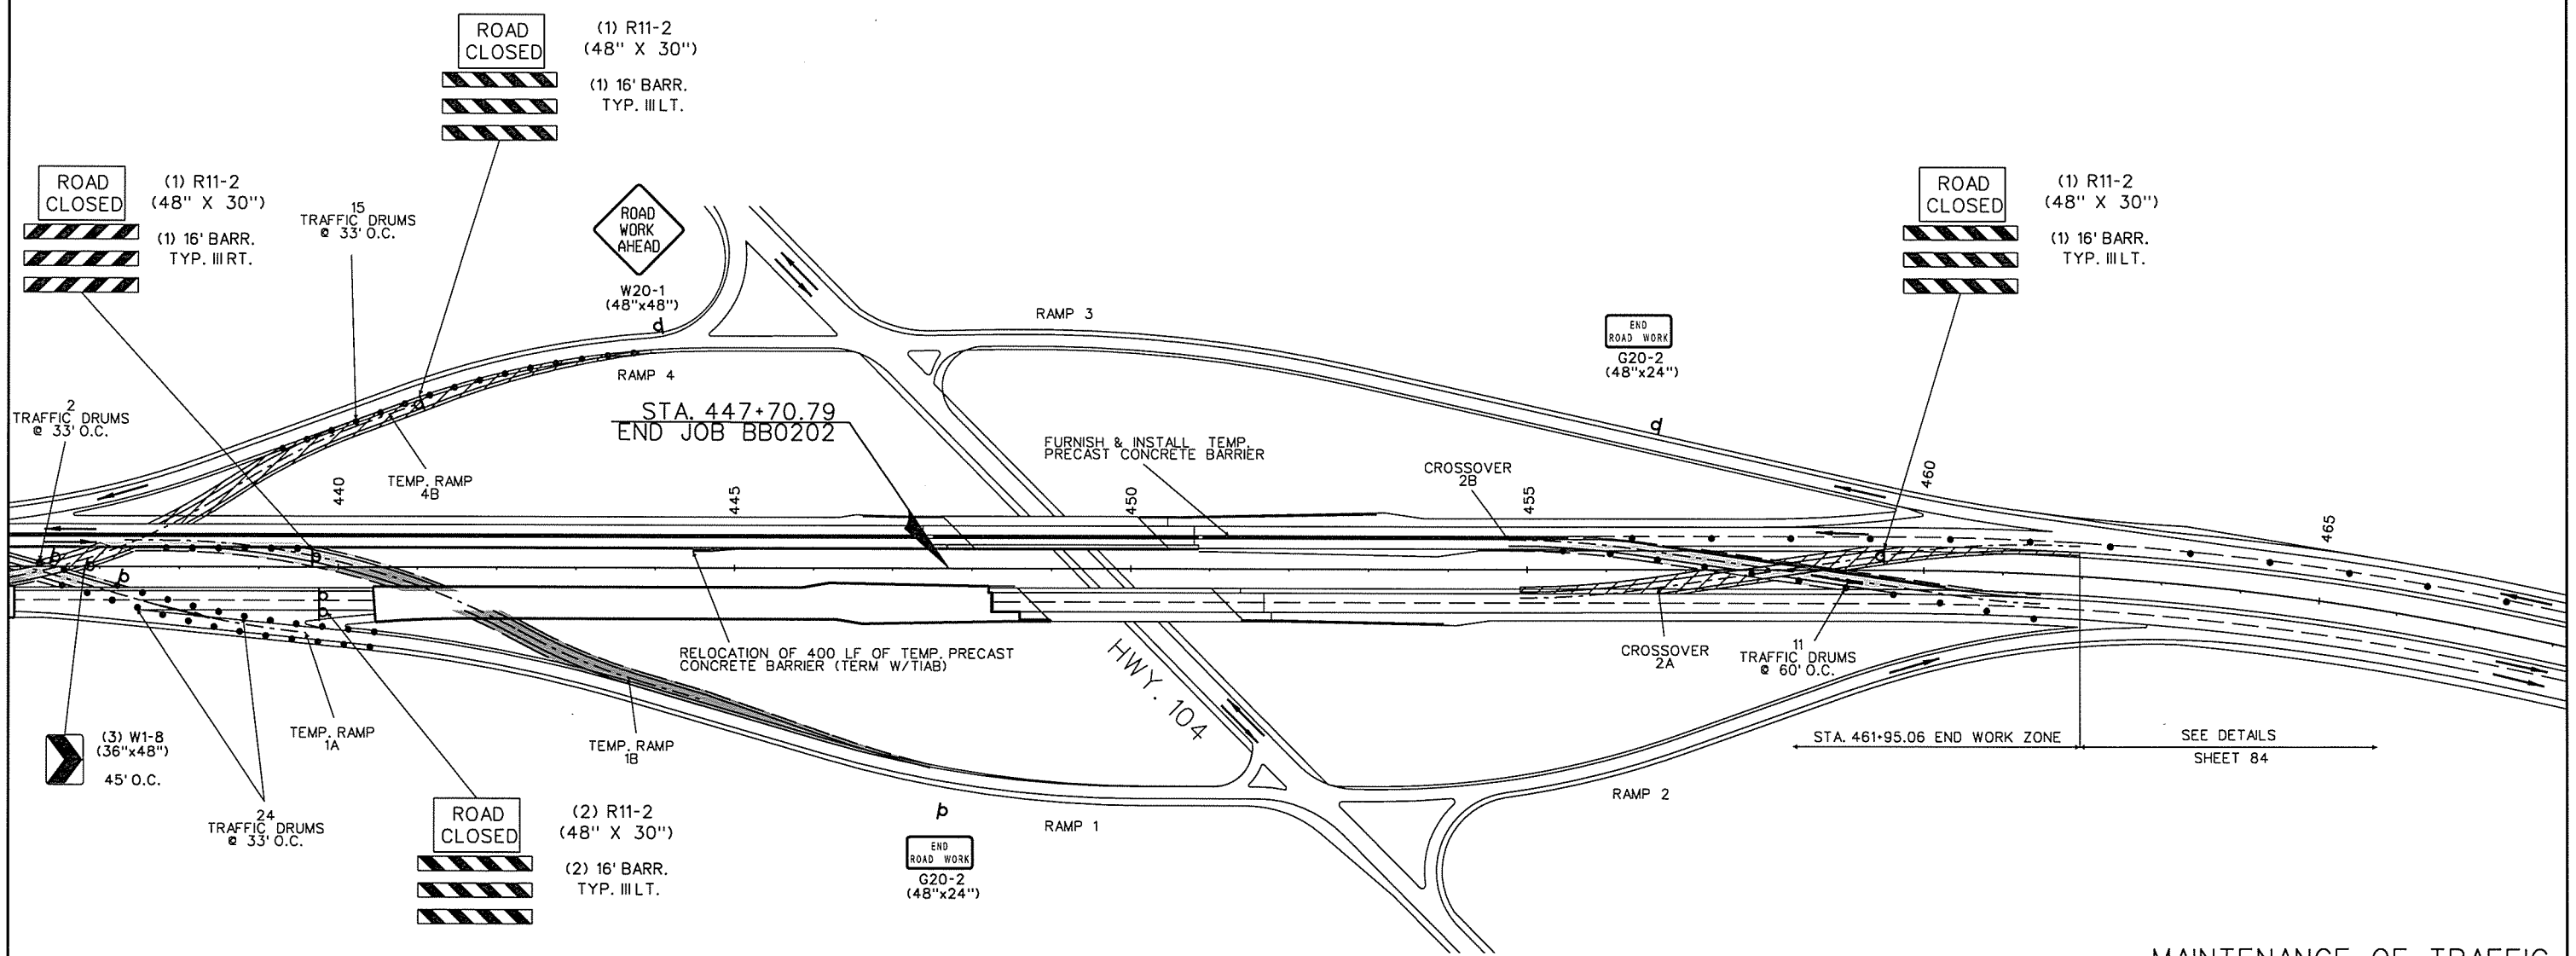 ROAD
CLOSED
(1) R11-2
(48" X 30")
(1) 16' BARR.
TYP. III LT.
ROAD
CLOSED
(1) R11-2
(48" X 30")
(1) 16' BARR.
TYP. III RT.
15
TRAFFIC DRUMS
@ 33' O.C.
ROAD
WORK
AHEAD
W20-1
(48"x48")
ROAD
CLOSED
(1) R11-2
(48" X 30")
(1) 16' BARR.
TYP. III LT.
RAMP 3
END
ROAD WORK
G20-2
(48"x24")
RAMP 4
2
TRAFFIC DRUMS
@ 33' O.C.
STA. 447+70.79
END JOB BB0202
FURNISH & INSTALL TEMP.
PRECAST CONCRETE BARRIER
TEMP. RAMP
4B
CROSSOVER
2B
440
445
450
455
460
465
RELOCATION OF 400 LF OF TEMP. PRECAST
CONCRETE BARRIER (TERM W/TIAB)
HWY. 104
CROSSOVER
2A
11
TRAFFIC DRUMS
@ 60' O.C.
(3) W1-8
(36"x48")
45' O.C.
TEMP. RAMP
1A
TEMP. RAMP
1B
STA. 461+95.06 END WORK ZONE
SEE DETAILS
SHEET 84
24
TRAFFIC DRUMS
@ 33' O.C.
ROAD
CLOSED
(2) R11-2
(48" X 30")
(2) 16' BARR.
TYP. III LT.
RAMP 2
RAMP 1
END
ROAD WORK
G20-2
(48"x24")
MAINTENANCE OF TRAFFIC